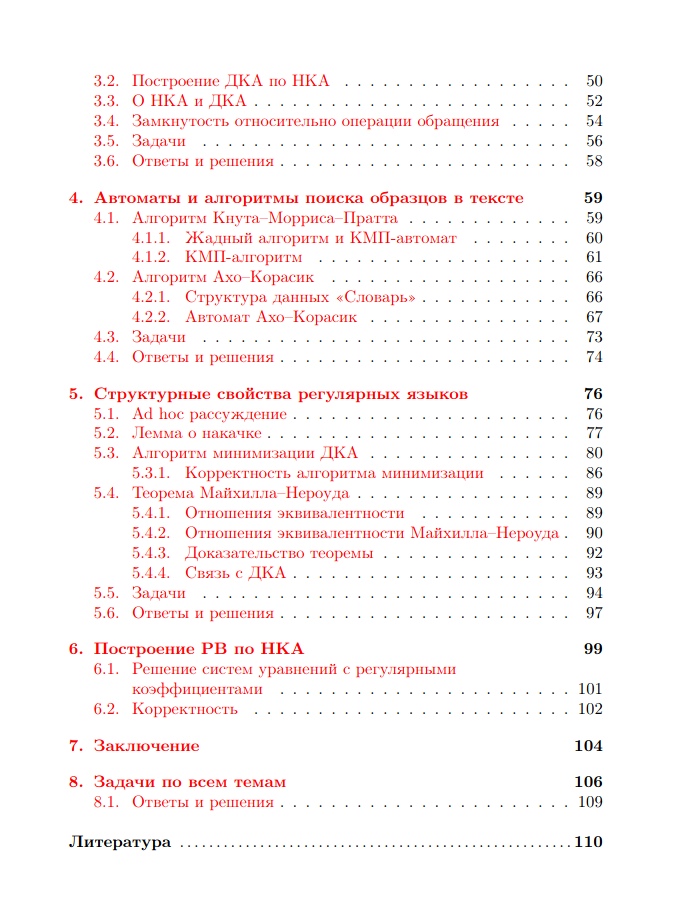 3.2. Построение ДКА по НКА . . . . . . . . . . . . . . . . . . 50
3.3. О НКА и ДКА . . . . . . . . . . . . . . . . . . . . . . . . . 52
3.4. Замкнутость относительно операции обращения . . . . . 54
3.5. Задачи . . . . . . . . . . . . . . . . . . . . . . . . . . . . . 56
3.6. Ответы и решения . . . . . . . . . . . . . . . . . . . . . . 58
4. Автоматы и алгоритмы поиска образцов в тексте 59
4.1. Алгоритм Кнута–Морриса–Пратта . . . . . . . . . . . . . 59
4.1.1. Жадный алгоритм и КМП-автомат . . . . . . . . 60
4.1.2. КМП-алгоритм . . . . . . . . . . . . . . . . . . . . 61
4.2. Алгоритм Ахо–Корасик . . . . . . . . . . . . . . . . . . . 66
4.2.1. Структура данных «Словарь» . . . . . . . . . . . . 66
4.2.2. Автомат Ахо–Корасик . . . . . . . . . . . . . . . . 67
4.3. Задачи . . . . . . . . . . . . . . . . . . . . . . . . . . . . . 73
4.4. Ответы и решения . . . . . . . . . . . . . . . . . . . . . . 74
5. Структурные свойства регулярных языков 76
5.1. Ad hoc рассуждение . . . . . . . . . . . . . . . . . . . . . 76
5.2. Лемма о накачке . . . . . . . . . . . . . . . . . . . . . . . 77
5.3. Алгоритм минимизации ДКА . . . . . . . . . . . . . . . . 80
5.3.1. Корректность алгоритма минимизации . . . . . . 86
5.4. Теорема Майхилла–Нероуда . . . . . . . . . . . . . . . . . 89
5.4.1. Отношения эквивалентности . . . . . . . . . . . . 89
5.4.2. Отношения эквивалентности Майхилла–Нероуда . 90
5.4.3. Доказательство теоремы . . . . . . . . . . . . . . . 92
5.4.4. Связь с ДКА . . . . . . . . . . . . . . . . . . . . . . 93
5.5. Задачи . . . . . . . . . . . . . . . . . . . . . . . . . . . . . 94
5.6. Ответы и решения . . . . . . . . . . . . . . . . . . . . . . 97
6. Построение РВ по НКА 99
6.1. Решение систем уравнений с регулярными
коэффициентами . . . . . . . . . . . . . . . . . . . . . . . 101
6.2. Корректность . . . . . . . . . . . . . . . . . . . . . . . . . 102
7. Заключение 104
8. Задачи по всем темам 106
8.1. Ответы и решения . . . . . . . . . . . . . . . . . . . . . . 109
Литература . . . . . . . . . . . . . . . . . . . . . . . . . . . . . . . . . . . . . . . . . . . . . . . . . . . . 110